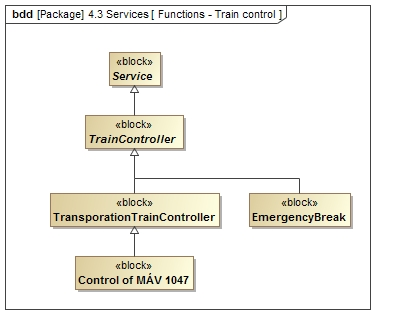 bdd [Package] 4.3 Services [ Functions - Train control ]
«block»
Service
«block»
TrainController
«block»
TransporationTrainController
«block»
EmergencyBreak
«block»
Control of MÁV 1047